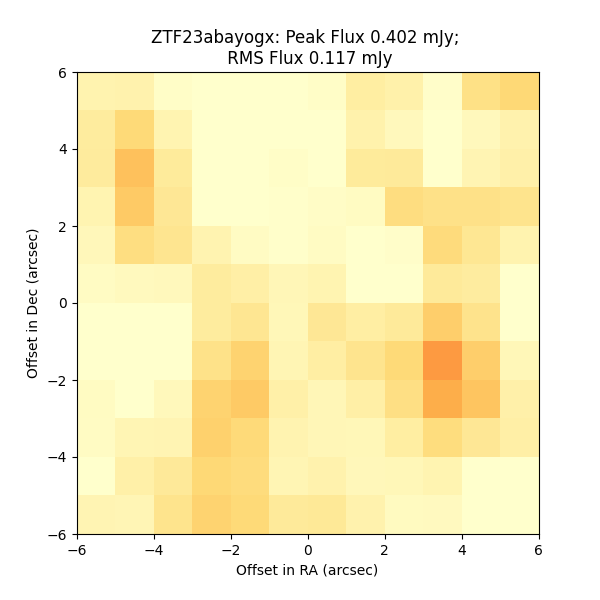 ZTF23abayogx: Peak Flux 0.402 mJy;
RMS Flux 0.117 mJy
6
4
2
0
−2
−4
−6
Offset in Dec (arcsec)
−6 −4 −2 0 2 4 6
Offset in RA (arcsec)